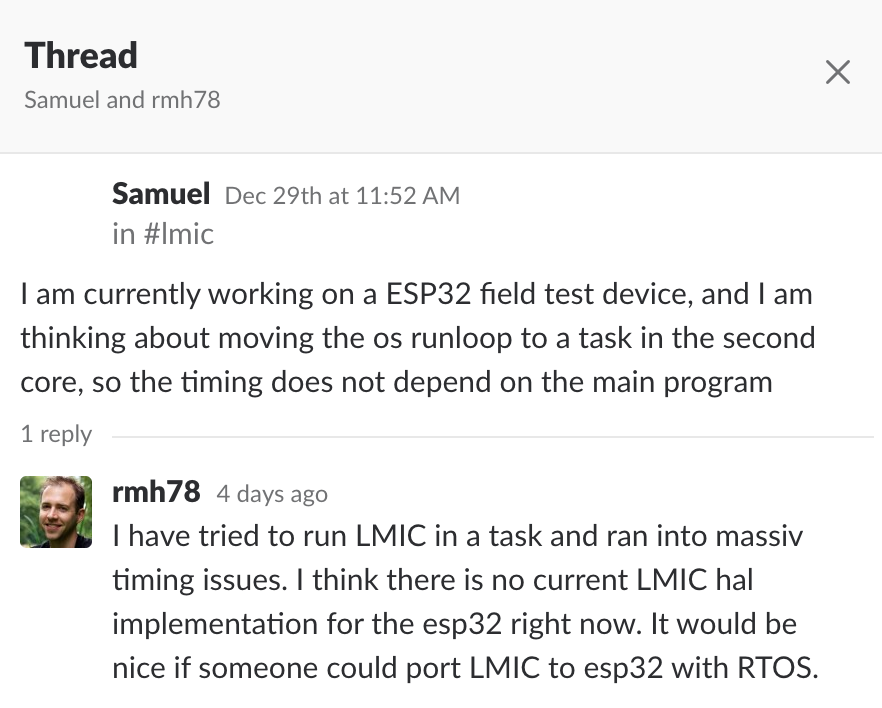 Thread
Samuel and rmh78
Samuel Dec 29th at 11:52 AM
in #lmic
I am currently working on a ESP32 field test device, and I am
thinking about moving the os runloop to a task in the second
core, so the timing does not depend on the main program
1 reply
rmh78 4 days ago
I have tried to run LMIC in a task and ran into massiv
timing issues. I think there is no current LMIC hal
implementation for the esp32 right now. It would be
nice if someone could port LMIC to esp32 with RTOS.